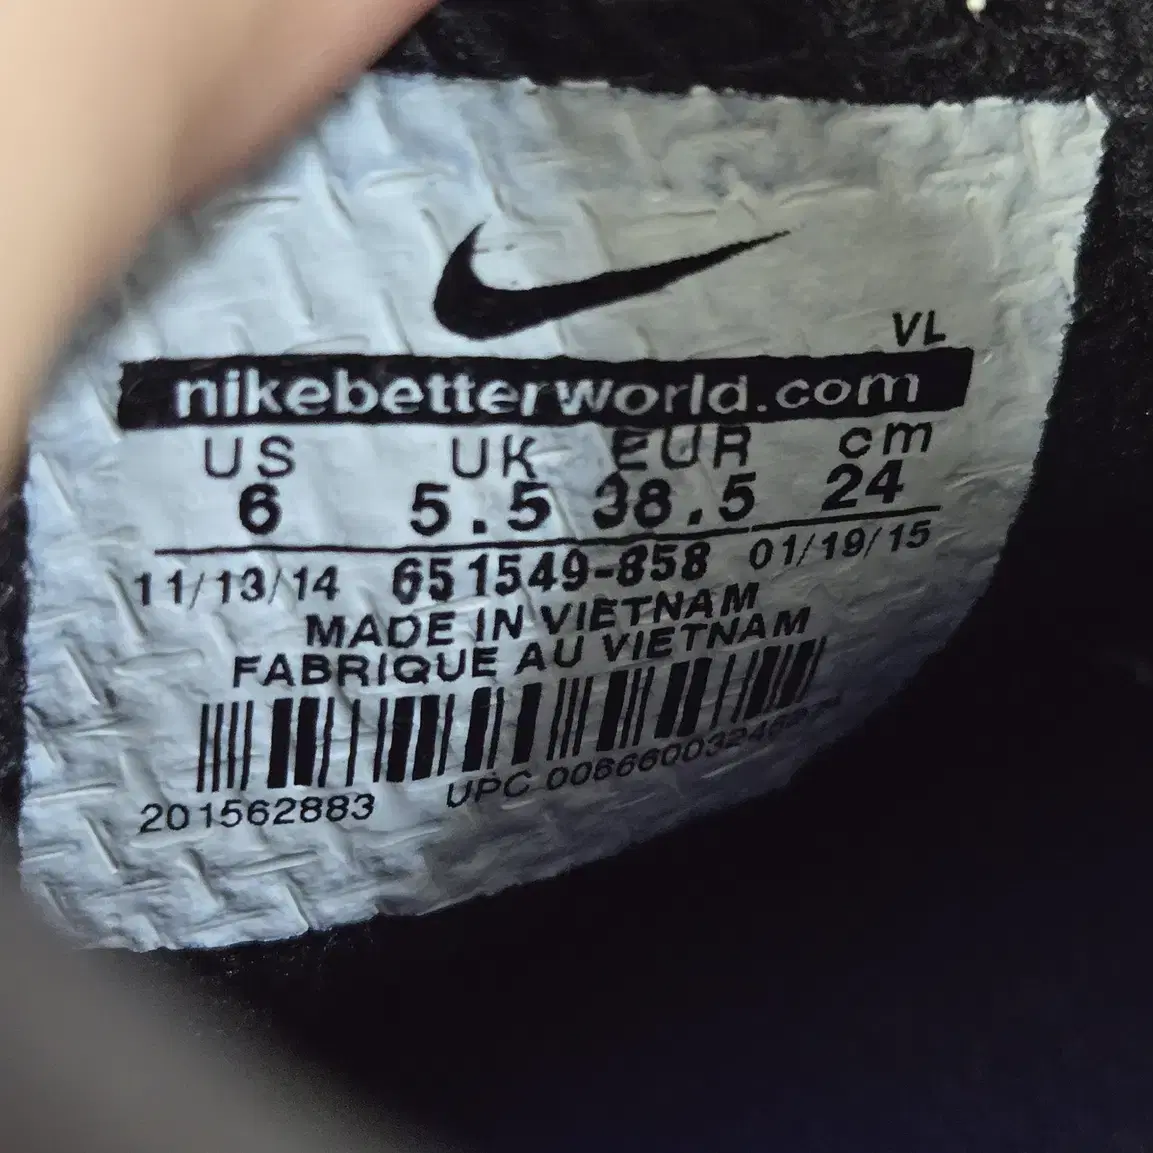 VL
nikebetterworld.com
US UK EUR cm
6 5.5 38.5 24
11/13/14 651549-858 01/19/15
MADE IN VIETNAM
FABRIQUE AU VIETNAM
201562883 UPC